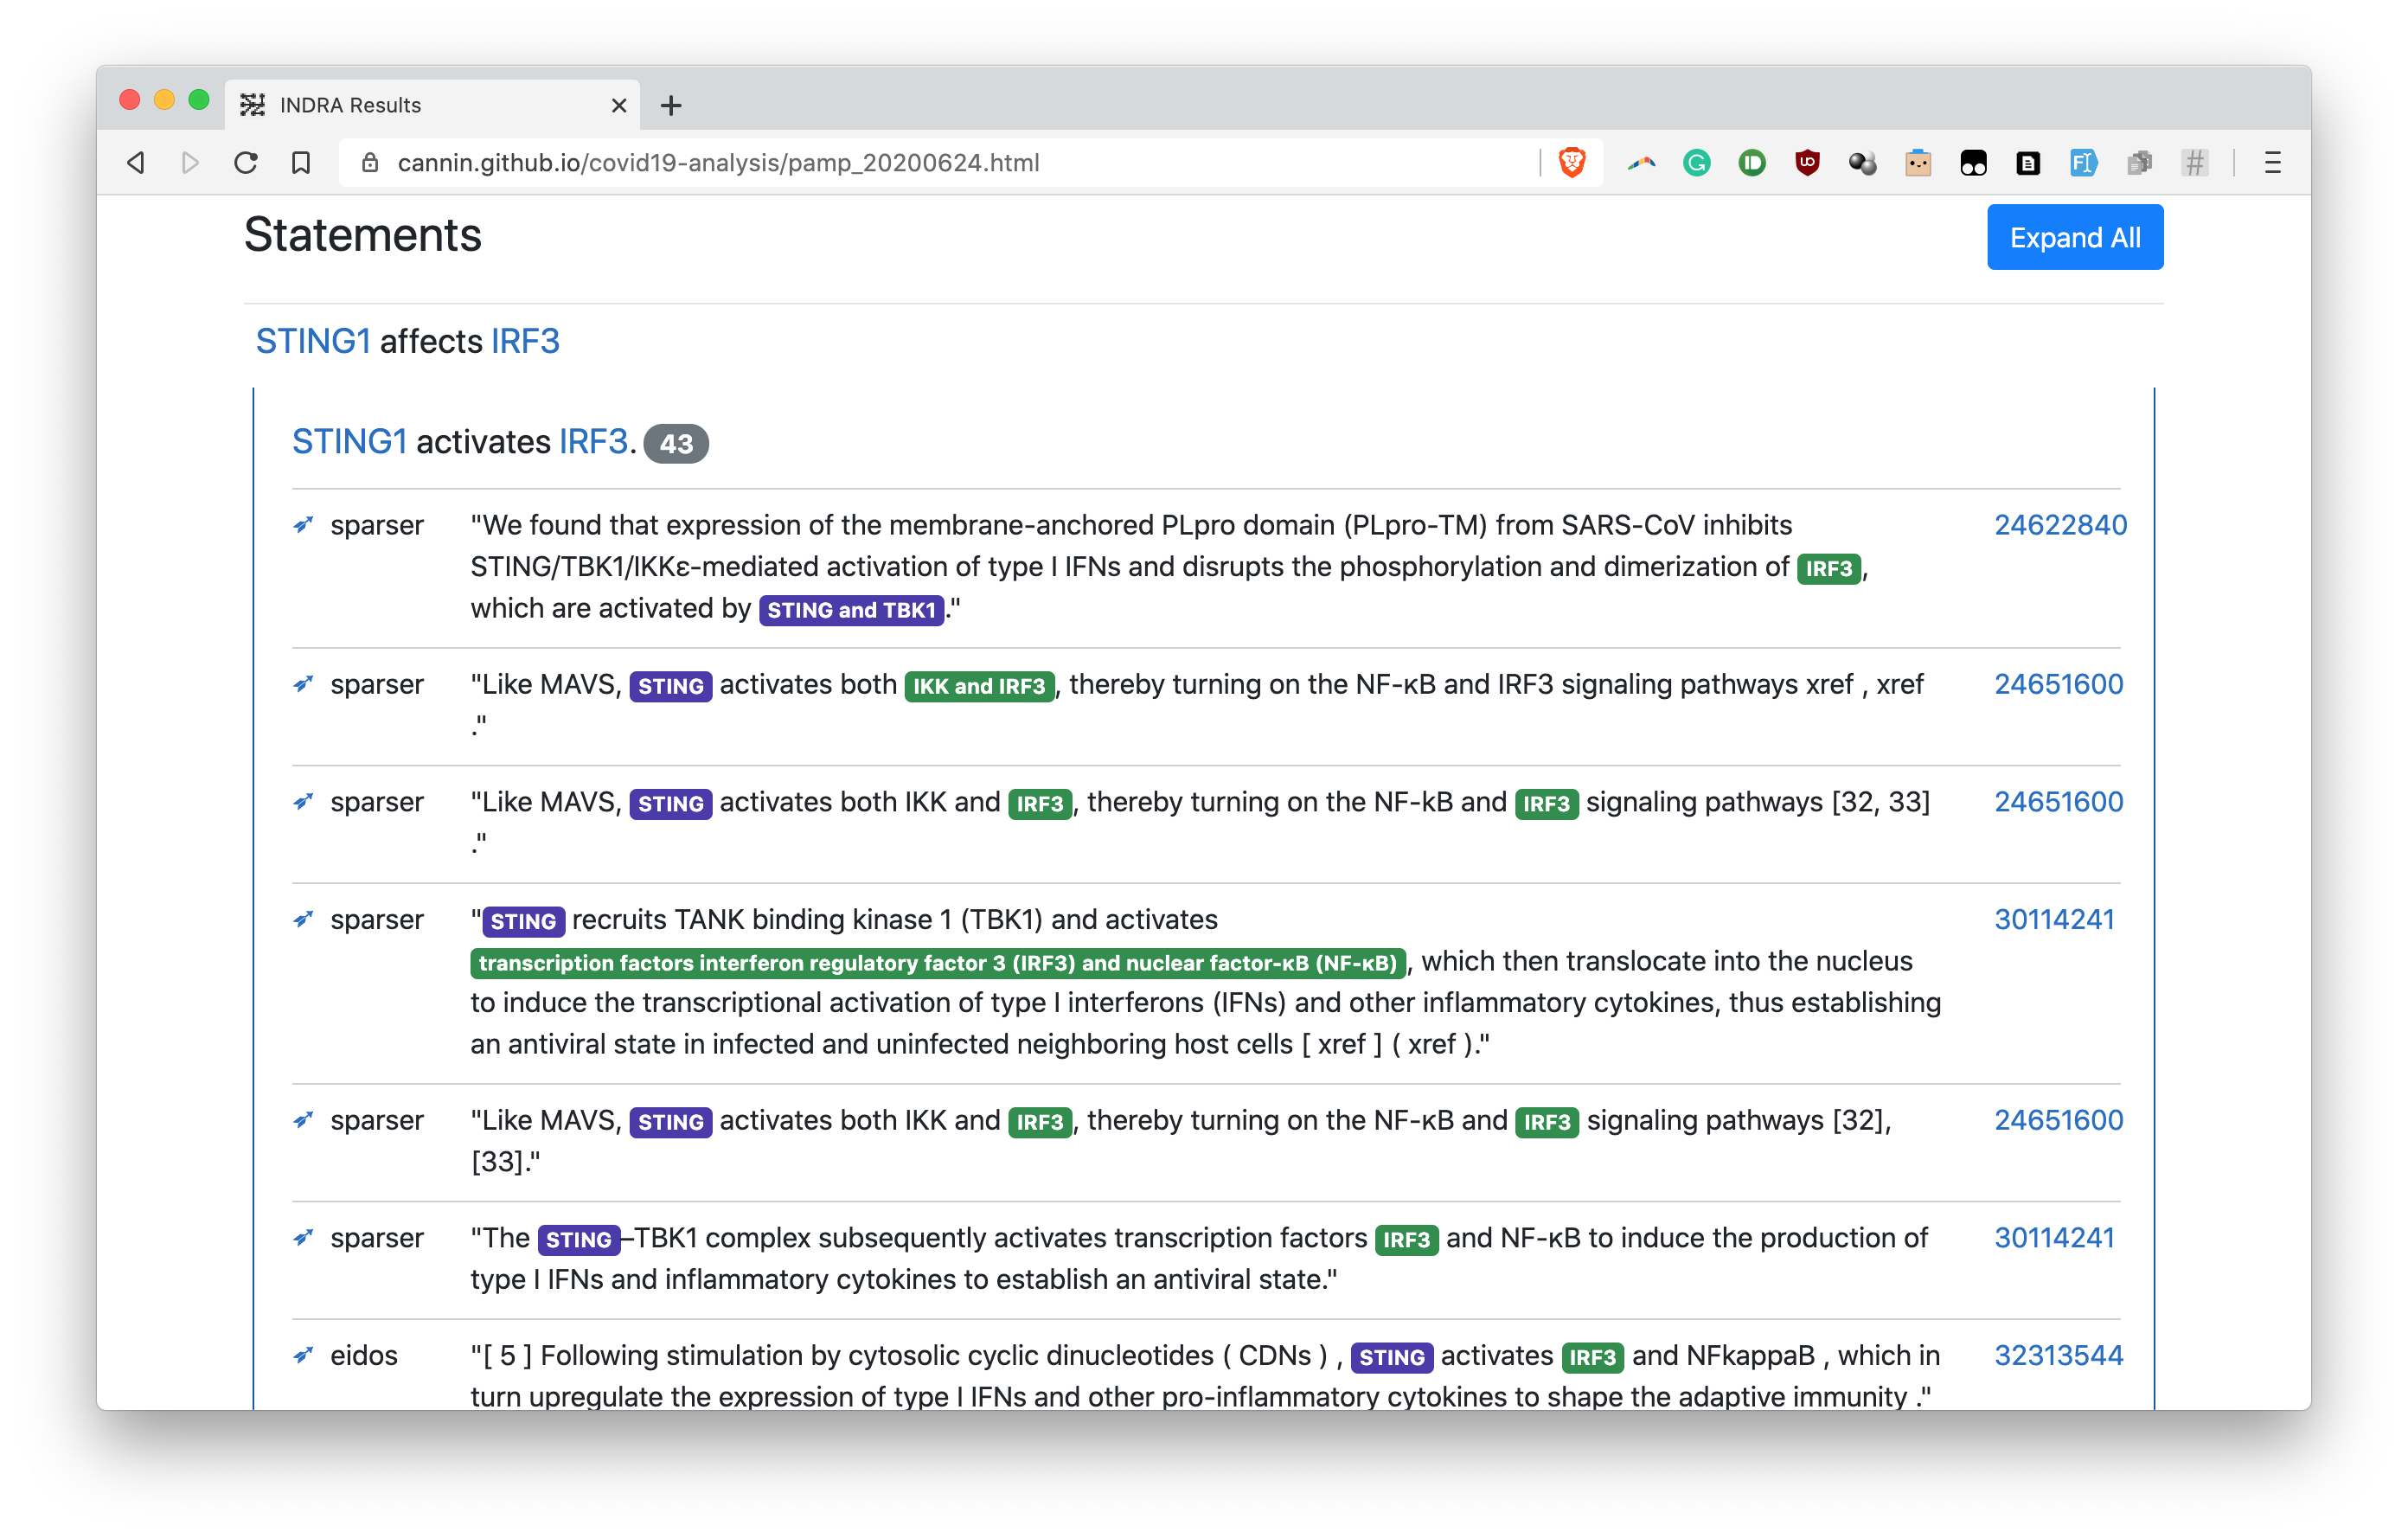 INDRA Results
cannin.github.io/covid19-analysis/pamp_20200624.html
Statements
Expand All
STING1 affects IRF3
STING1 activates IRF3. 43
sparser "We found that expression of the membrane-anchored PLpro domain (PLpro-TM) from SARS-CoV inhibits 24622840
STING/TBK1/IKKε-mediated activation of type I IFNs and disrupts the phosphorylation and dimerization of IRF3,
which are activated by STING and TBK1."
sparser "Like MAVS, STING activates both IKK and IRF3, thereby turning on the NF-κB and IRF3 signaling pathways xref , xref 24651600
."
sparser "Like MAVS, STING activates both IKK and IRF3, thereby turning on the NF-kB and IRF3 signaling pathways [32, 33] 24651600
."
sparser "STING recruits TANK binding kinase 1 (TBK1) and activates 30114241
transcription factors interferon regulatory factor 3 (IRF3) and nuclear factor-κB (NF-κB), which then translocate into the nucleus
to induce the transcriptional activation of type I interferons (IFNs) and other inflammatory cytokines, thus establishing
an antiviral state in infected and uninfected neighboring host cells [ xref ] ( xref )."
sparser "Like MAVS, STING activates both IKK and IRF3, thereby turning on the NF-κB and IRF3 signaling pathways [32], 24651600
[33]."
sparser "The STING–TBK1 complex subsequently activates transcription factors IRF3 and NF-κB to induce the production of 30114241
type I IFNs and inflammatory cytokines to establish an antiviral state."
eidos "[ 5 ] Following stimulation by cytosolic cyclic dinucleotides ( CDNs ) , STING activates IRF3 and NFkappaB , which in 32313544
turn upregulate the expression of type I IFNs and other pro-inflammatory cytokines to shape the adaptive immunity ."